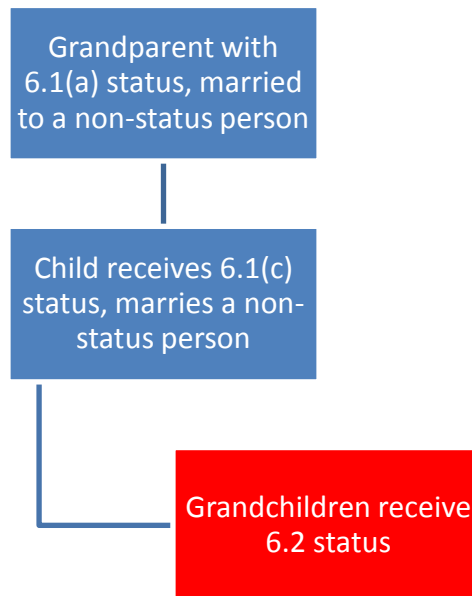 Grandparent with
6.1(a) status, married
to a non-status person
Child receives 6.1(c)
status, marries a non-
status person
Grandchildren receive
6.2 status